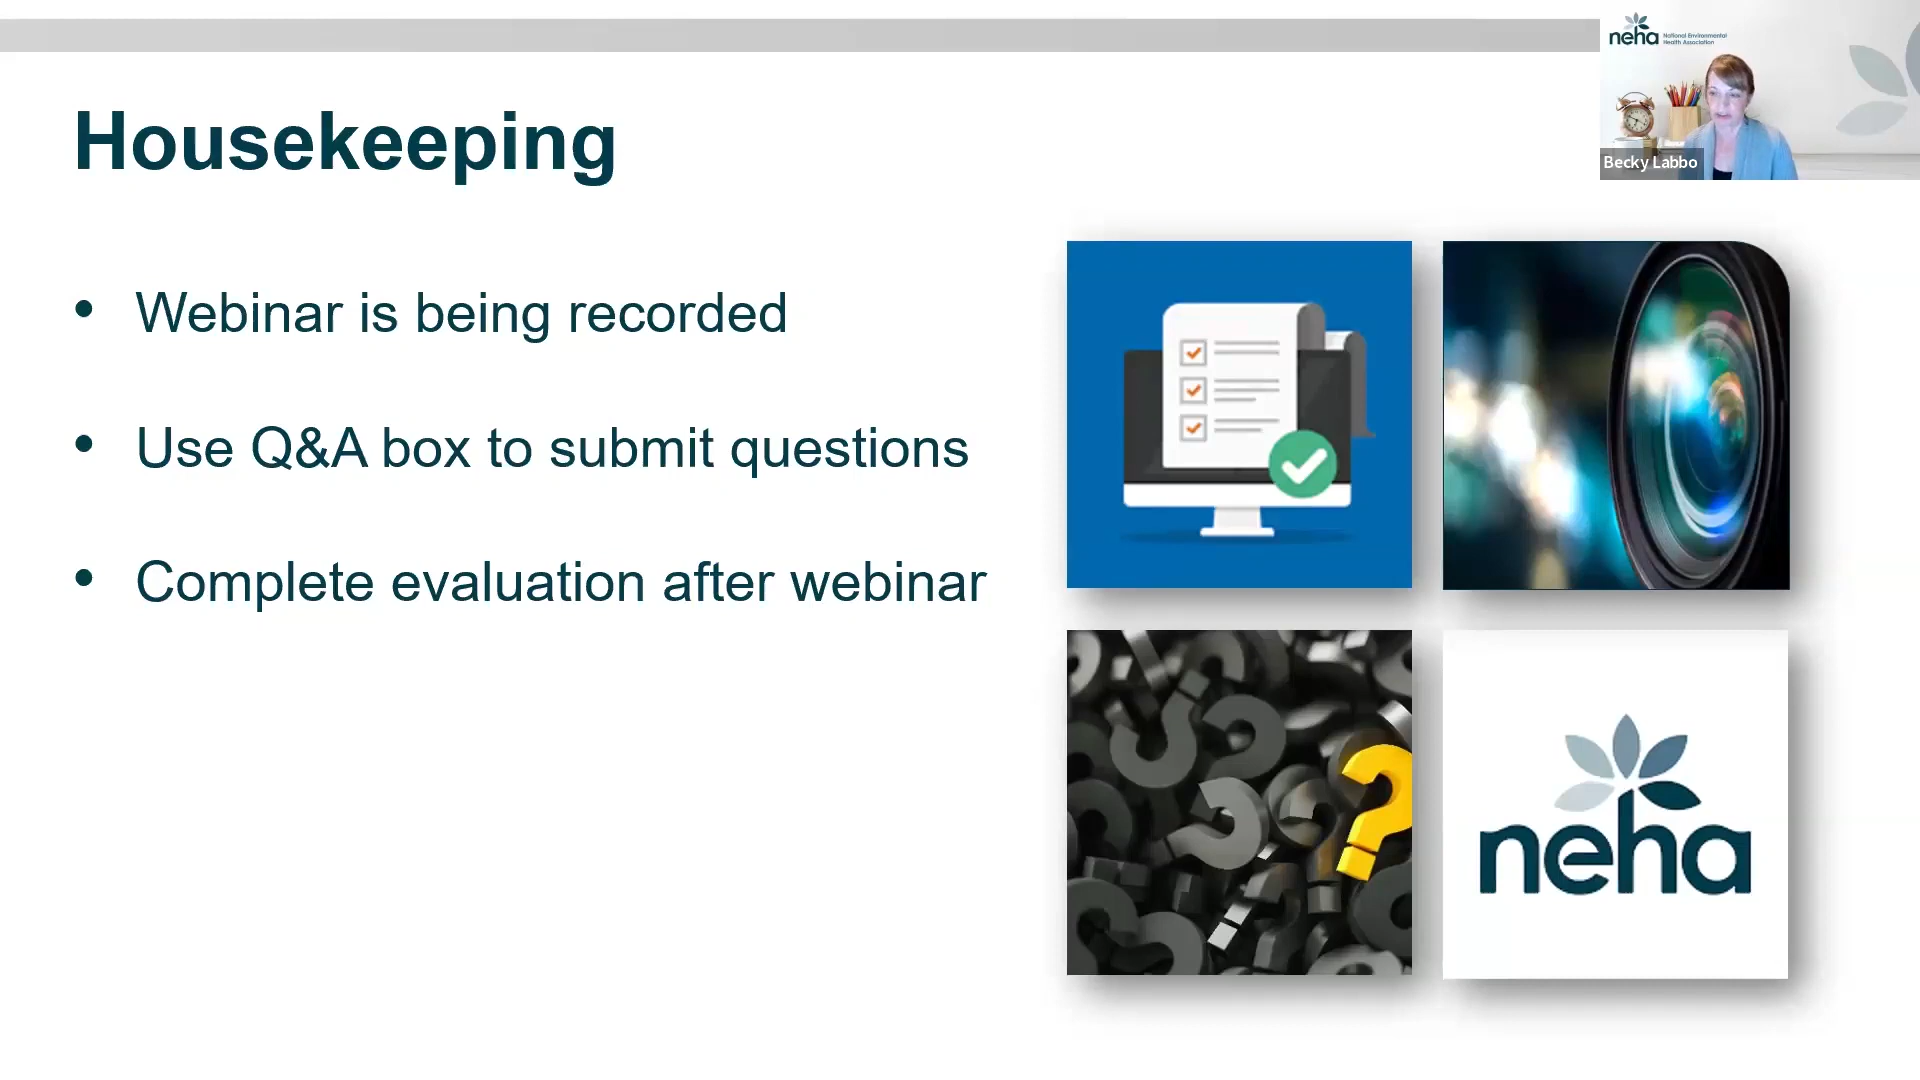 neha National Environmental
Health Association
Becky Labbo
Housekeeping
• Webinar is being recorded
• Use Q&A box to submit questions
• Complete evaluation after webinar
neha